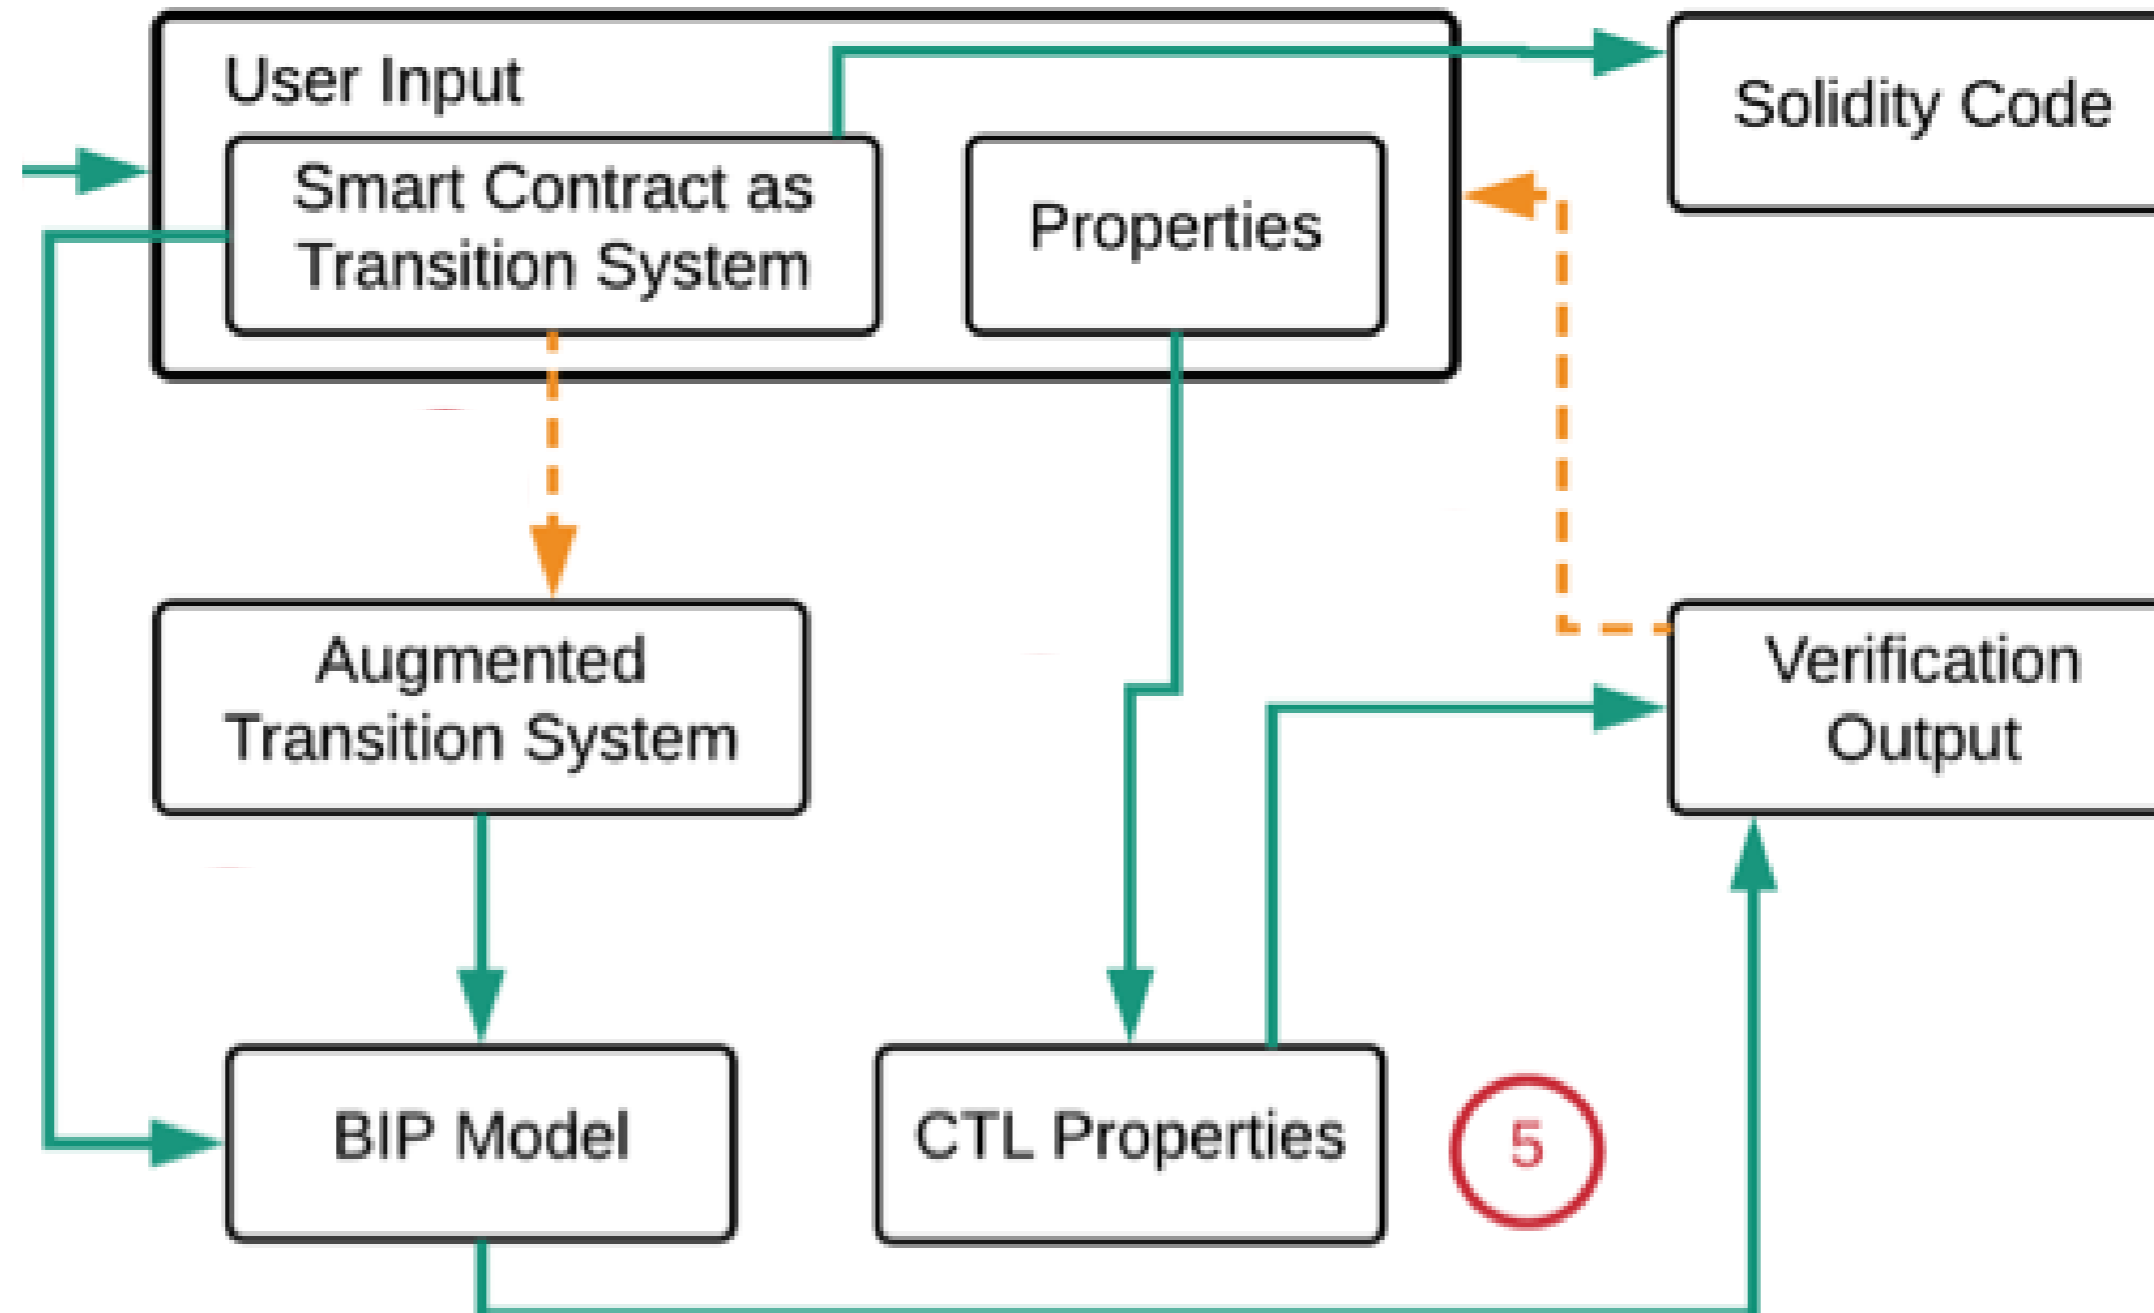 User Input
Solidity Code
Smart Contract as
Transition System
Properties
Augmented
Transition System
Verification
Output
BIP Model
CTL Properties
5